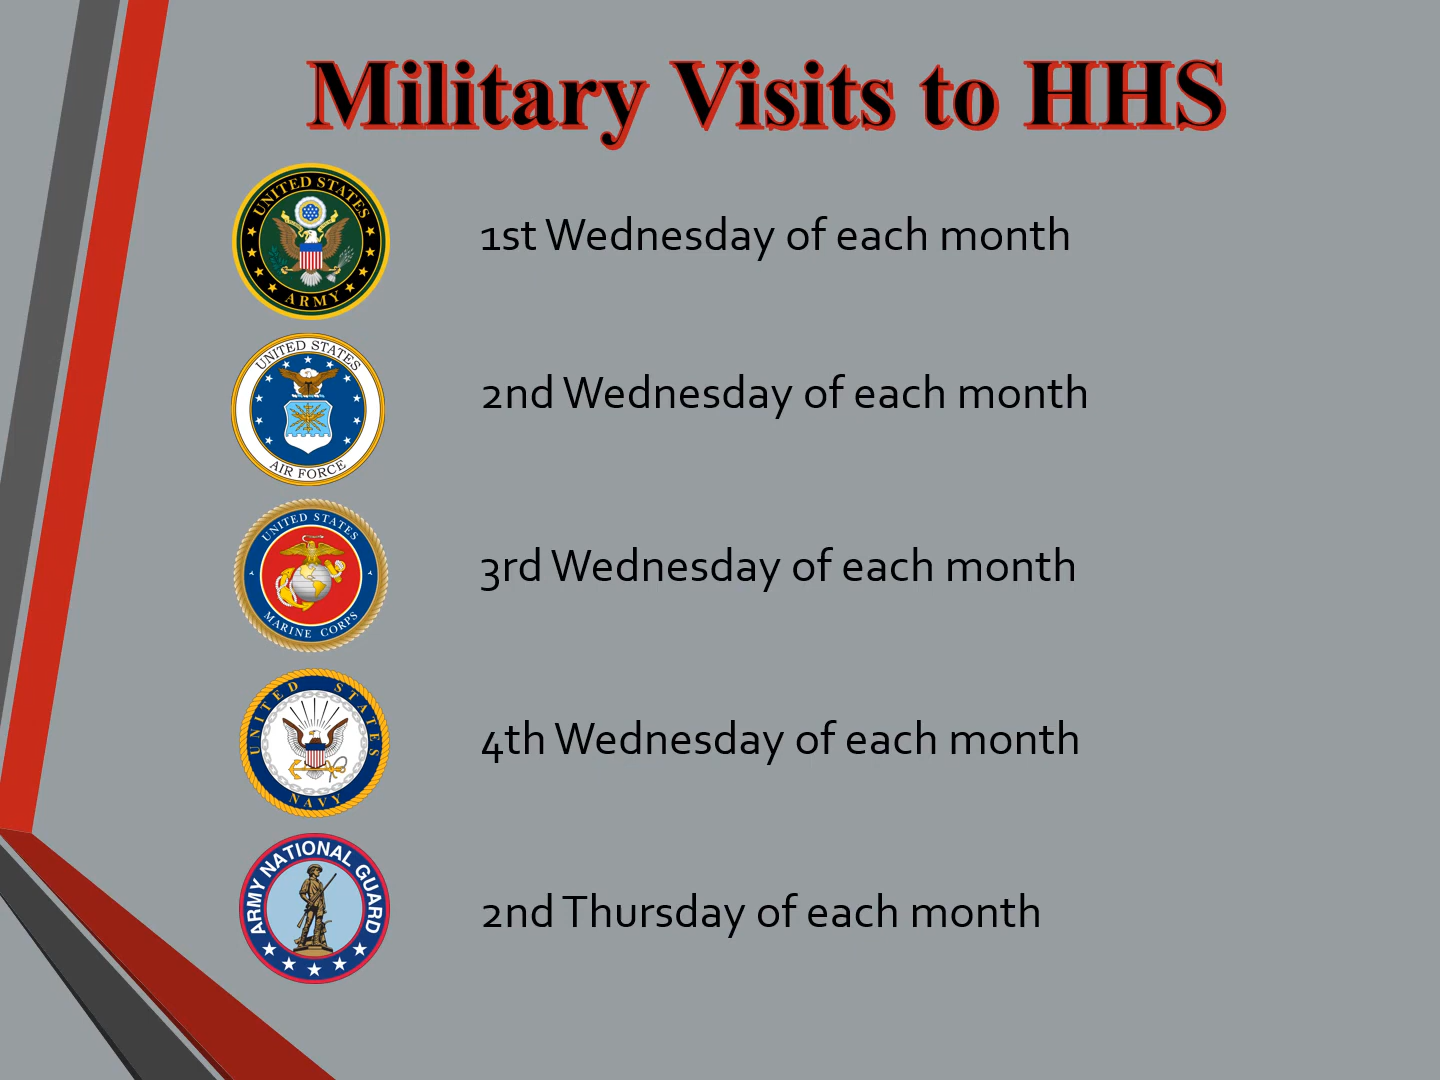 Military Visits to HHS
UNITED STATES
ARMY
1st Wednesday of each month
UNITED STATES
AIR FORCE
2nd Wednesday of each month
UNITED STATES
MARINE CORPS
3rd Wednesday of each month
UNITED STATES
NAVY
4th Wednesday of each month
ARMY NATIONAL GUARD
2nd Thursday of each month